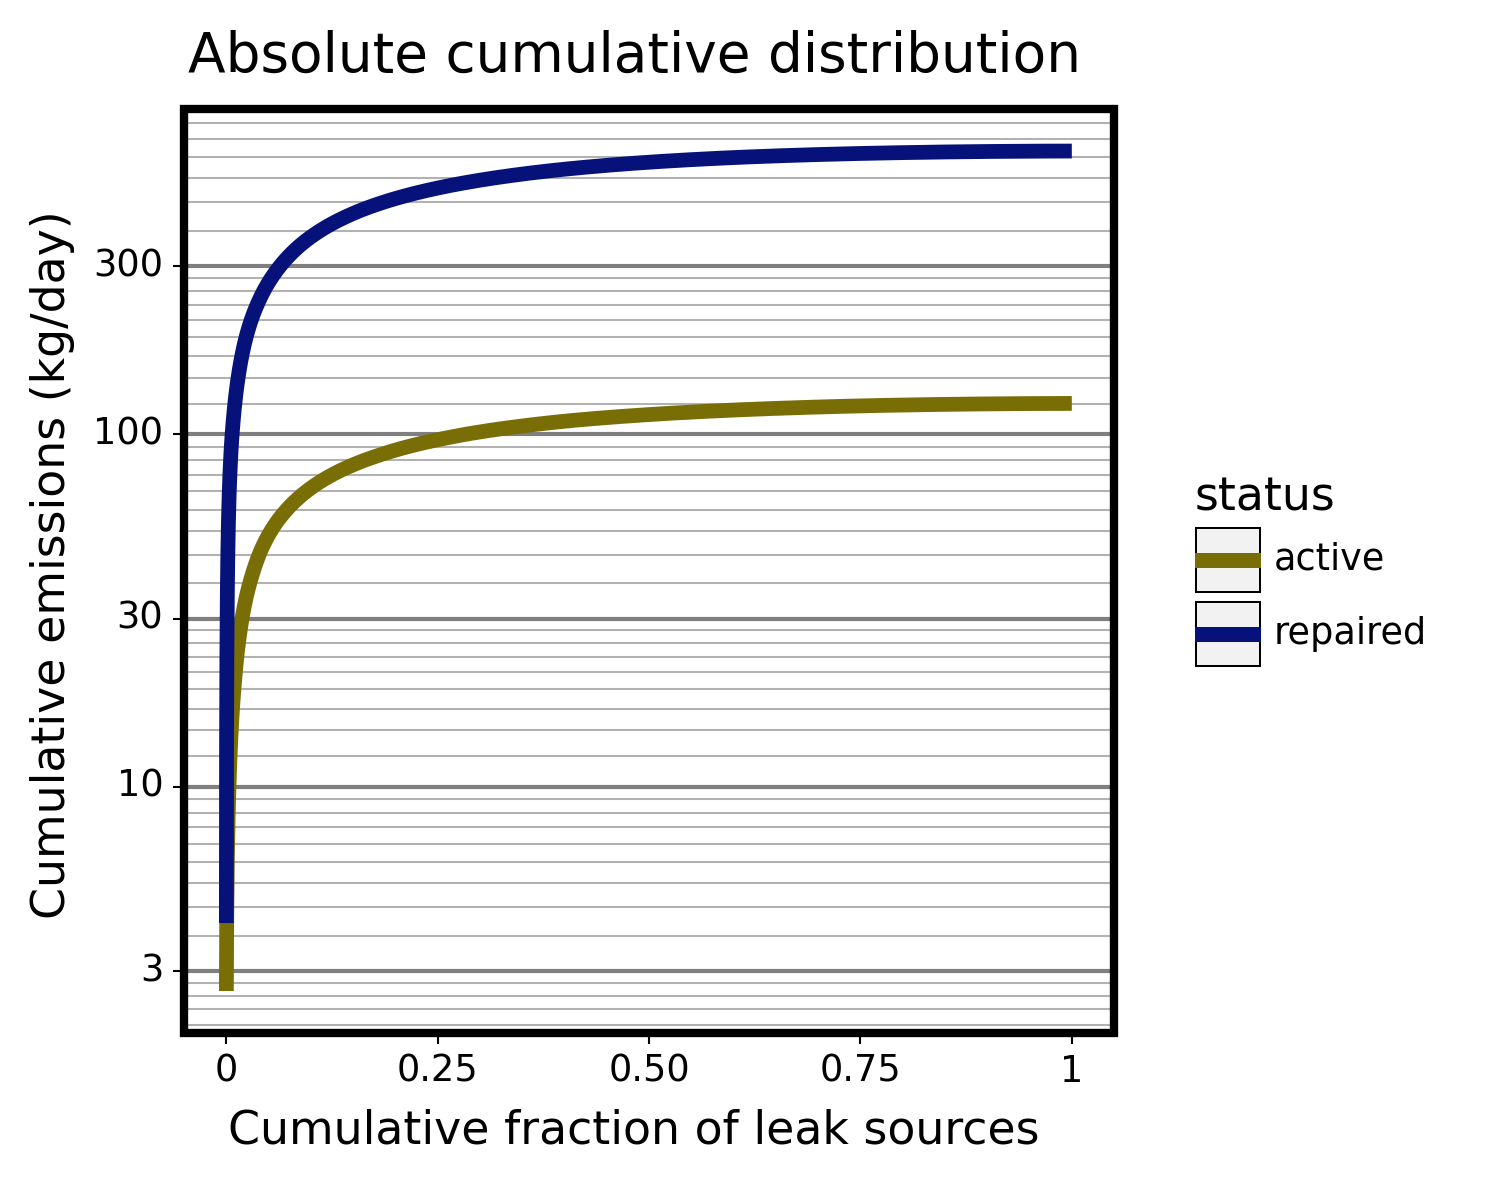 Absolute cumulative distribution
Cumulative emissions (kg/day)
300
100
30
10
3
0 0.25 0.50 0.75 1
Cumulative fraction of leak sources
status
active
repaired